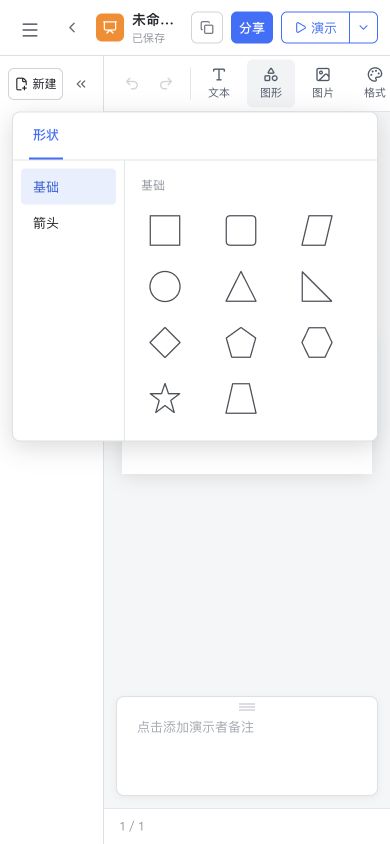 未命...
已保存
分享
演示
新建
文本
图形
图片
格式
形状
基础
箭头
基础
点击添加演示者备注
1 / 1